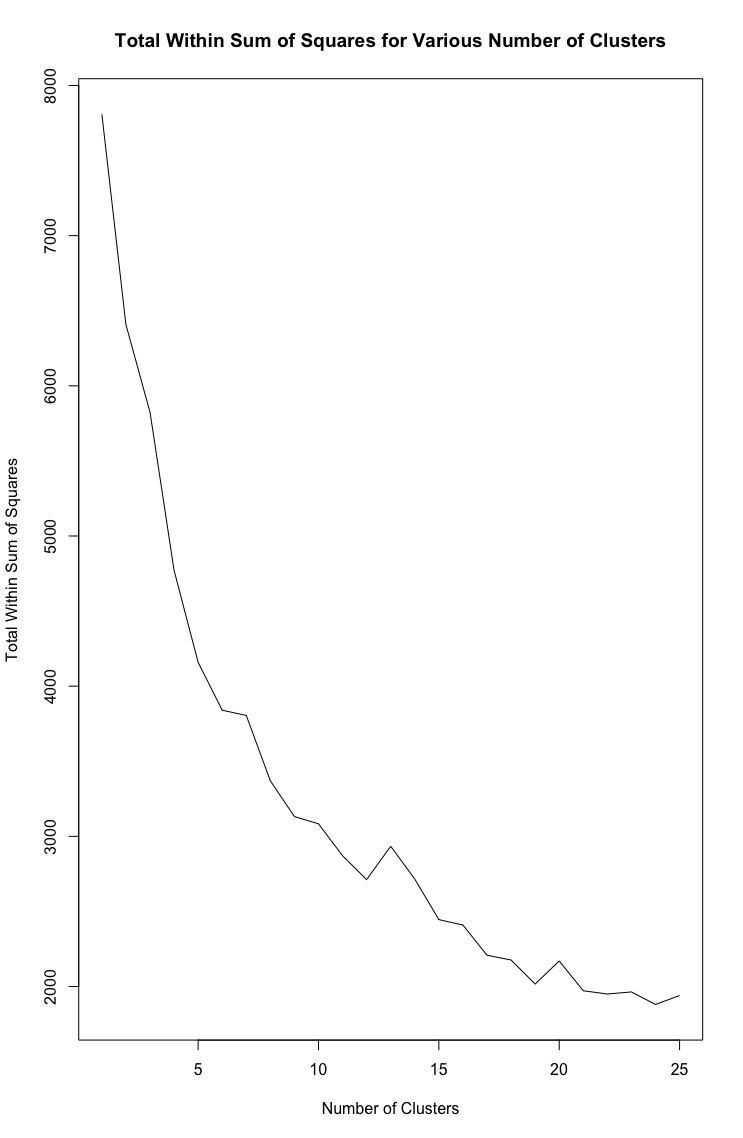 Total Within Sum of Squares for Various Number of Clusters
Total Within Sum of Squares
8000
7000
6000
5000
4000
3000
2000
5 10 15 20 25
Number of Clusters